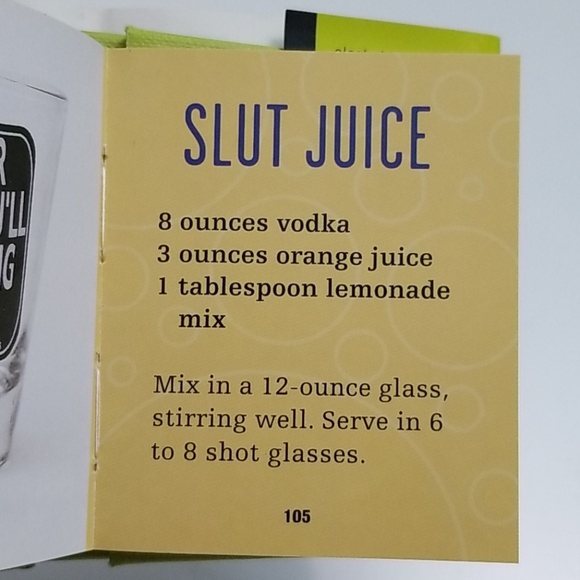 SLUT JUICE
8 ounces vodka
3 ounces orange juice
1 tablespoon lemonade
mix
Mix in a 12-ounce glass,
stirring well. Serve in 6
to 8 shot glasses.
105